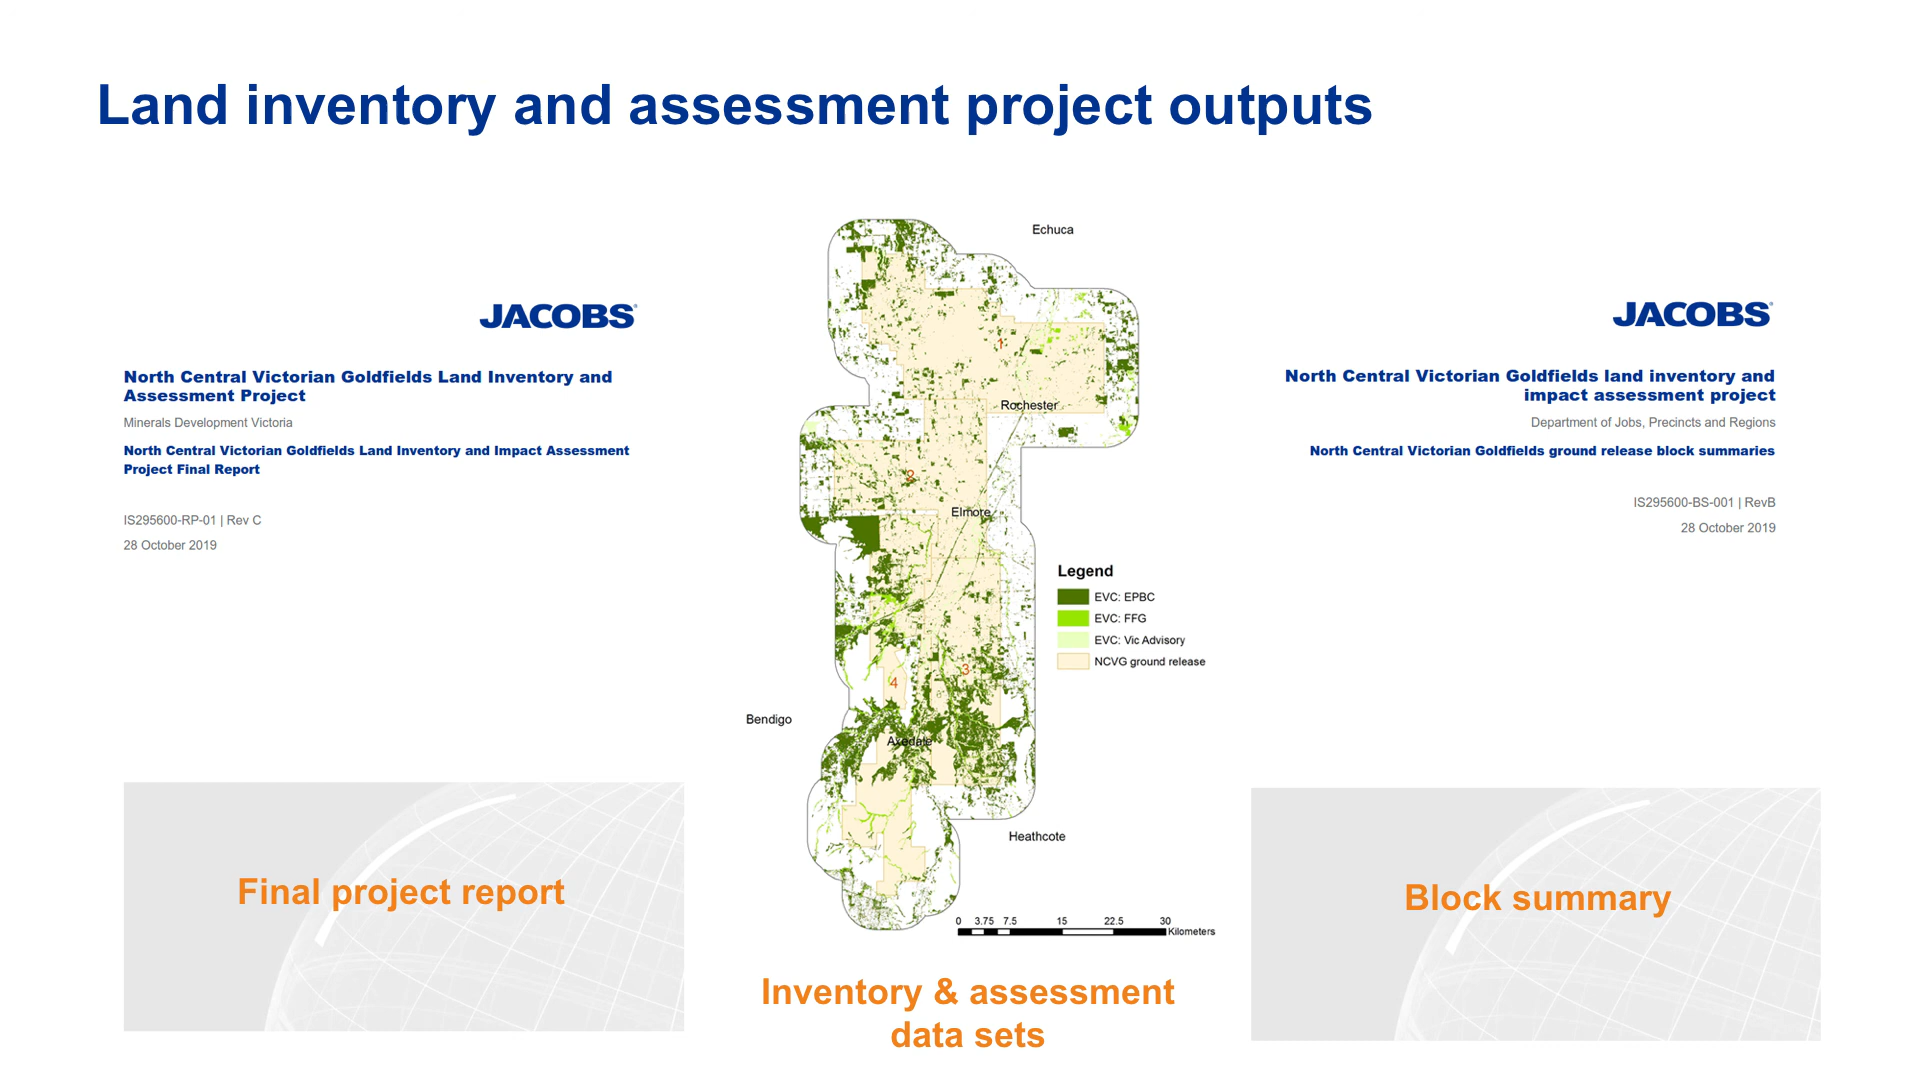 Land inventory and assessment project outputs
JACOBS®
North Central Victorian Goldfields Land Inventory and
Assessment Project
Minerals Development Victoria
North Central Victorian Goldfields Land Inventory and Impact Assessment
Project Final Report
IS295600-RP-01 | Rev C
28 October 2019
Final project report
Echuca
1
Rochester
2
Elmore
Legend
EVC: EPBC
EVC: FFG
EVC: Vic Advisory
NCVG ground release
3
4
Bendigo
Axedale
Heathcote
0 3.75 7.5 15 22.5 30
Kilometers
Inventory & assessment
data sets
JACOBS®
North Central Victorian Goldfields land inventory and
impact assessment project
Department of Jobs, Precincts and Regions
North Central Victorian Goldfields ground release block summaries
IS295600-BS-001 | RevB
28 October 2019
Block summary